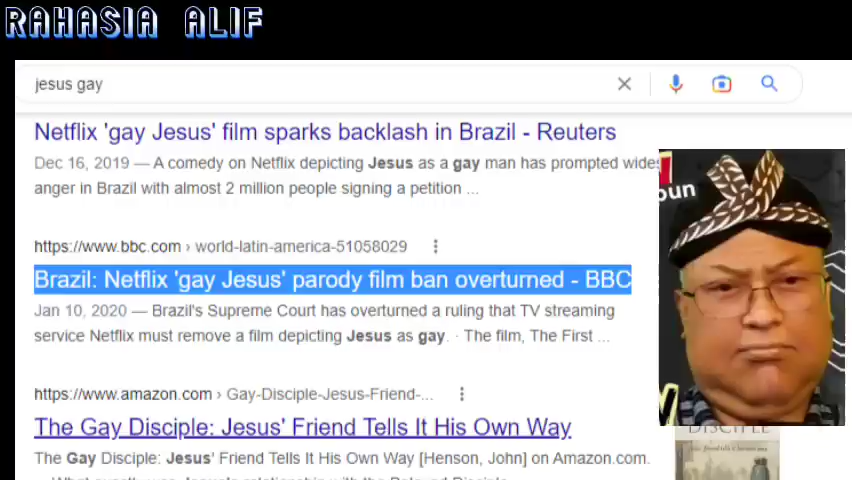 RAHASIA ALIF
jesus gay
Netflix 'gay Jesus' film sparks backlash in Brazil - Reuters
Dec 16, 2019 — A comedy on Netflix depicting Jesus as a gay man has prompted wides
anger in Brazil with almost 2 million people signing a petition ...
oun
https://www.bbc.com › world-latin-america-51058029
Brazil: Netflix 'gay Jesus' parody film ban overturned - BBC
Jan 10, 2020 — Brazil's Supreme Court has overturned a ruling that TV streaming
service Netflix must remove a film depicting Jesus as gay. · The film, The First ...
https://www.amazon.com › Gay-Disciple-Jesus-Friend-...
The Gay Disciple: Jesus' Friend Tells It His Own Way
DISCIPLE
The Gay Disciple: Jesus' Friend Tells It His Own Way [Henson, John] on Amazon.com.